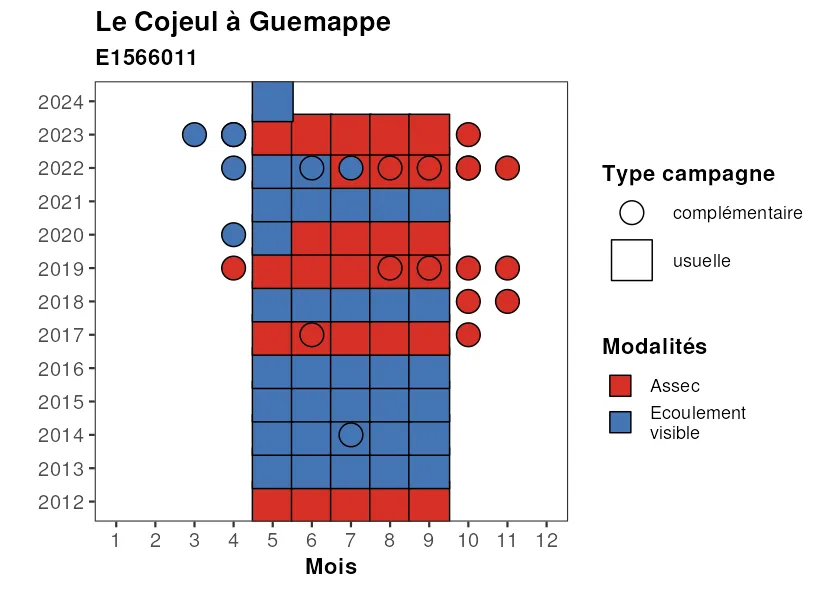 Le Cojeul à Guemappe
E1566011
2024
2023
2022
2021
2020
2019
2018
2017
2016
2015
2014
2013
2012
1 2 3 4 5 6 7 8 9 10 11 12
Mois
Type campagne
complémentaire
usuelle
Modalités
Assec
Ecoulement
visible